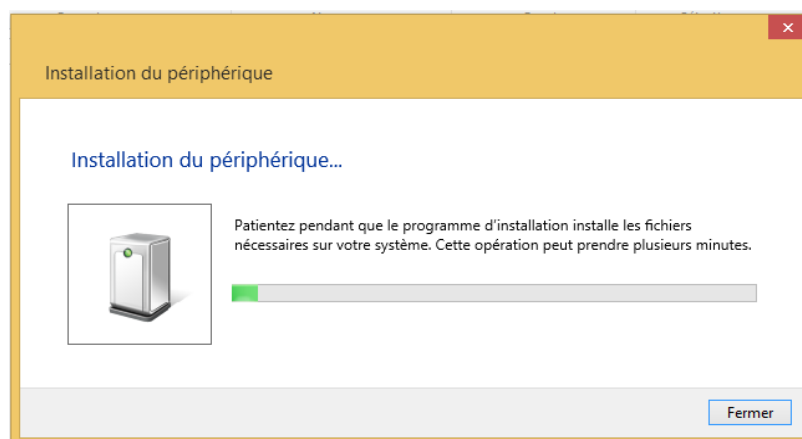 Installation du périphérique
Installation du périphérique...
Patientez pendant que le programme d'installation installe les fichiers
nécessaires sur votre système. Cette opération peut prendre plusieurs minutes.
Fermer